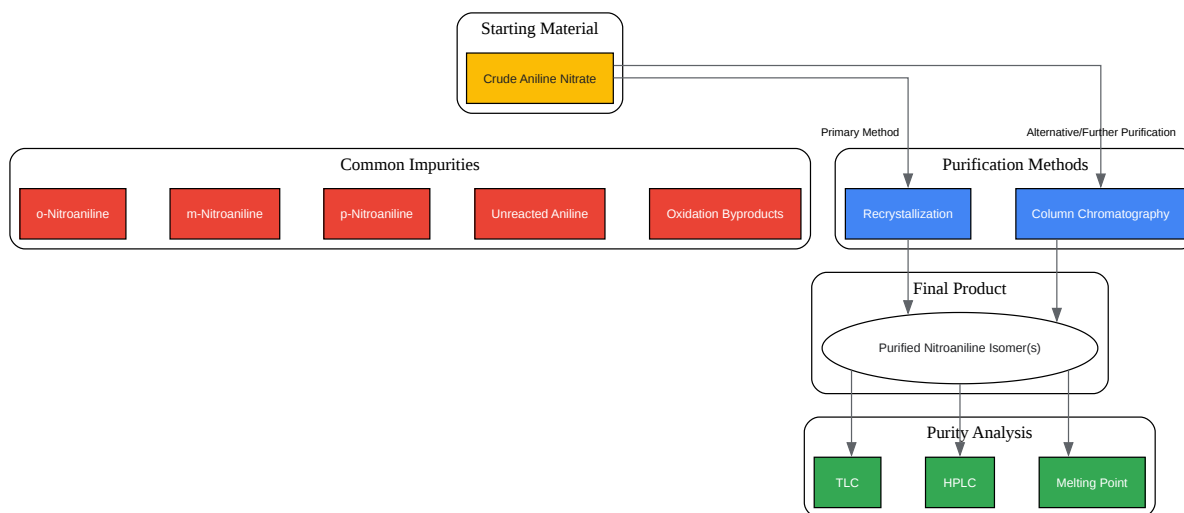 Starting Material
Crude Aniline Nitrate
Primary Method
Alternative/Further Purification
Common Impurities
o-Nitroaniline
m-Nitroaniline
p-Nitroaniline
Unreacted Aniline
Oxidation Byproducts
Purification Methods
Recrystallization
Column Chromatography
Final Product
Purified Nitroaniline Isomer(s)
Purity Analysis
TLC
HPLC
Melting Point